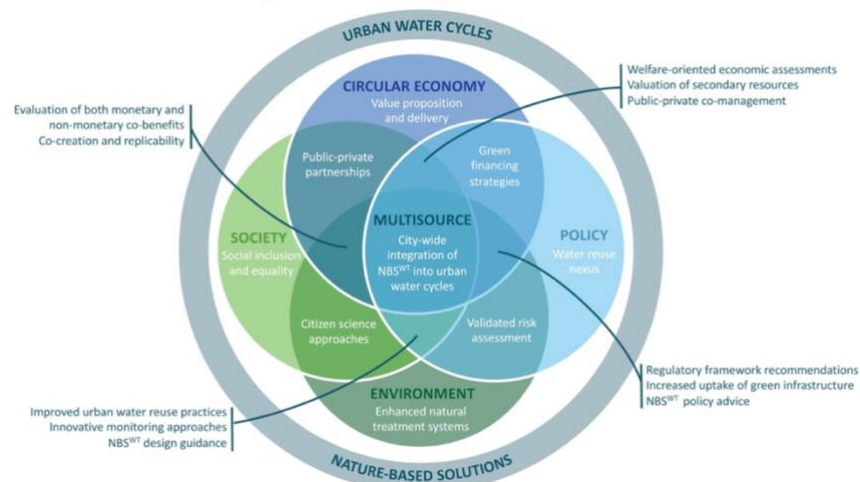 URBAN WATER CYCLES
Welfare-oriented economic assessments
Valuation of secondary resources
Public-private co-management
CIRCULAR ECONOMY
Value proposition
and delivery
Evaluation of both monetary and
non-monetary co-benefits
Co-creation and replicability
Public-private
partnerships
Green
financing
strategies
MULTISOURCE
City-wide
integration of
NBSᵂᵀ into urban
water cycles
SOCIETY
Social inclusion
and equality
POLICY
Water reuse
nexus
Citizen science
approaches
Validated risk
assessment
ENVIRONMENT
Enhanced natural
treatment systems
Regulatory framework recommendations
Increased uptake of green infrastructure
NBSᵂᵀ policy advice
Improved urban water reuse practices
Innovative monitoring approaches
NBSᵂᵀ design guidance
NATURE-BASED SOLUTIONS